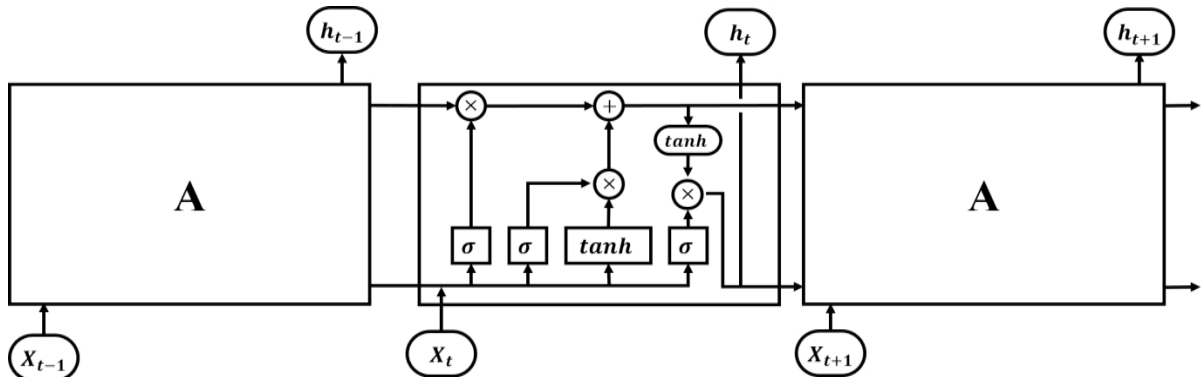 h_{t-1} h_t h_{t+1}
× +
tanh
A × × A
σ σ tanh σ
X_{t-1} X_t X_{t+1}